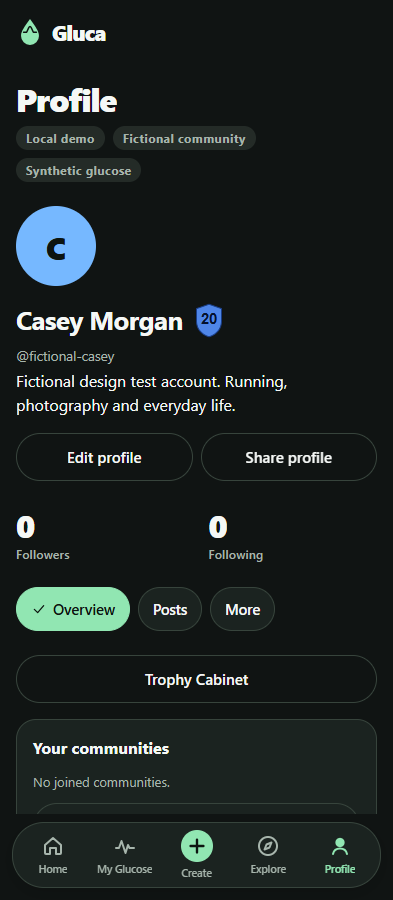 Gluca
Profile
Local demo
Fictional community
Synthetic glucose
C
Casey Morgan
20
@fictional-casey
Fictional design test account. Running,
photography and everyday life.
Edit profile
Share profile
0
0
Followers
Following
Overview
Posts
More
Trophy Cabinet
Your communities
No joined communities.
Home
My Glucose
Create
Explore
Profile